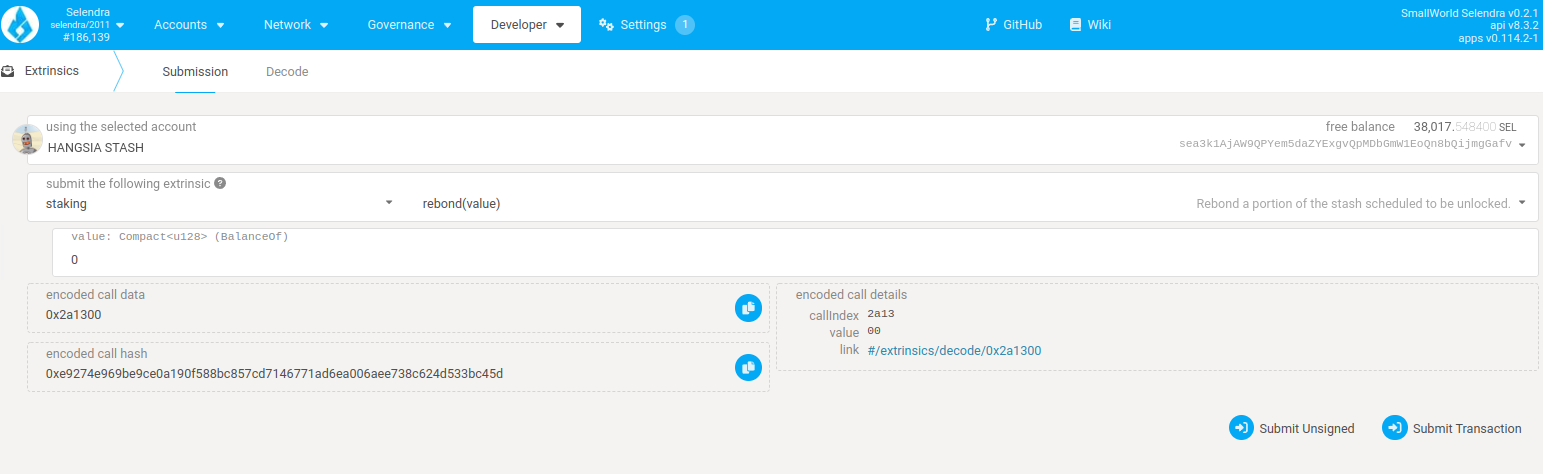 Selendra
selendra/2011
#186,139
Accounts
Network
Governance
Developer
Settings
1
GitHub
Wiki
SmallWorld Selendra v0.2.1
api v8.3.2
apps v0.114.2-1
Extrinsics
Submission
Decode
using the selected account
HANGSIA STASH
free balance 38,017.548400 SEL
sea3k1AjAW9QPYem5daZYExgvQpMDbGmW1EoQn8bQijmgGafv
submit the following extrinsic ?
staking
rebond(value)
Rebond a portion of the stash scheduled to be unlocked.
value: Compact<u128> (BalanceOf)
0
encoded call data
0x2a1300
encoded call details
callIndex 2a13
value 00
link #/extrinsics/decode/0x2a1300
encoded call hash
0xe9274e969be9ce0a190f588bc857cd7146771ad6ea006aee738c624d533bc45d
Submit Unsigned
Submit Transaction